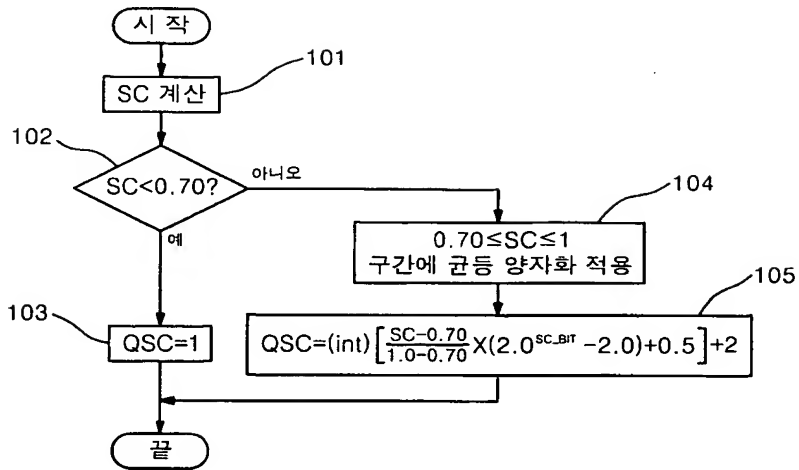 시 작
101
SC 계산
102
SC<0.70?
아니오
예
104
0.70≤SC≤1
구간에 균등 양자화 적용
105
103
QSC=1
QSC=(int)[SC-0.70/1.0-0.70 X(2.0^SC_BIT -2.0)+0.5]+2
끝